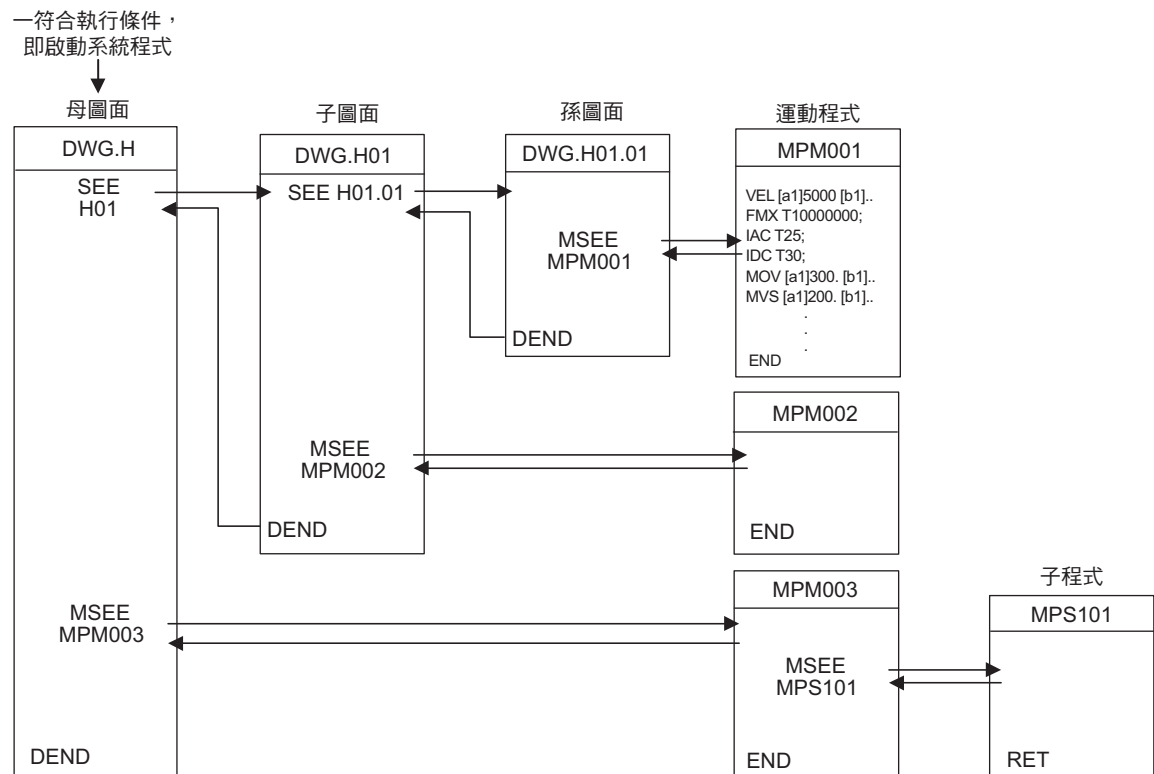 一符合執行條件，
即啟動系統程式
母圖面
DWG.H
SEE
H01
MSEE
MPM003
DEND
子圖面
DWG.H01
SEE H01.01
MSEE
MPM002
DEND
孫圖面
DWG.H01.01
MSEE
MPM001
DEND
運動程式
MPM001
VEL [a1]5000 [b1]..
FMX T10000000;
IAC T25;
IDC T30;
MOV [a1]300. [b1]..
MVS [a1]200. [b1]..
.
.
.
END
MPM002
END
MPM003
MSEE
MPS101
END
子程式
MPS101
RET